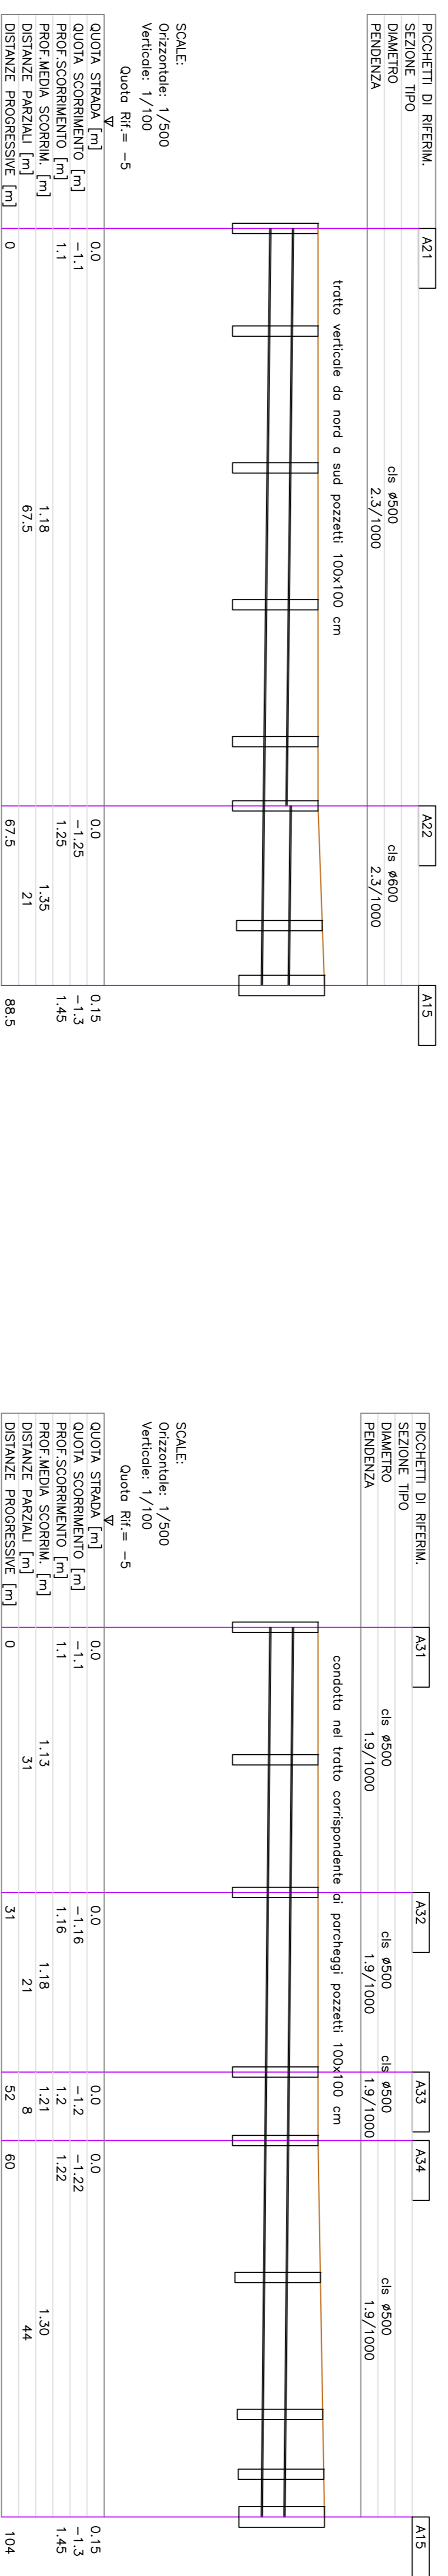 PICCHETTI DI RIFERIM. A21 A22 A15
SEZIONE TIPO
DIAMETRO cls ø500 cls ø600
PENDENZA 2.3/1000 2.3/1000
tratto verticale da nord a sud pozzetti 100x100 cm
SCALE:
Orizzontale: 1/500
Verticale: 1/100
Quota Rif.= -5
QUOTA STRADA [m] 0.0 0.0 0.15
QUOTA SCORRIMENTO [m] -1.1 -1.25 -1.3
PROF.SCORRIMENTO [m] 1.1 1.25 1.45
PROF.MEDIA SCORRIM. [m] 1.18 1.35
DISTANZE PARZIALI [m] 67.5 21
DISTANZE PROGRESSIVE [m] 0 67.5 88.5
PICCHETTI DI RIFERIM. A31 A32 A33 A34 A15
SEZIONE TIPO
DIAMETRO cls ø500 cls ø500 cls ø500 cls ø500
PENDENZA 1.9/1000 1.9/1000 1.9/1000 1.9/1000
condotta nel tratto corrispondente ai parcheggi pozzetti 100x100 cm
SCALE:
Orizzontale: 1/500
Verticale: 1/100
Quota Rif.= -5
QUOTA STRADA [m] 0.0 0.0 0.0 0.0 0.15
QUOTA SCORRIMENTO [m] -1.1 -1.16 -1.2 -1.22 -1.3
PROF.SCORRIMENTO [m] 1.1 1.16 1.2 1.22 1.45
PROF.MEDIA SCORRIM. [m] 1.13 1.18 1.21 1.30
DISTANZE PARZIALI [m] 31 21 8 44
DISTANZE PROGRESSIVE [m] 0 31 52 60 104